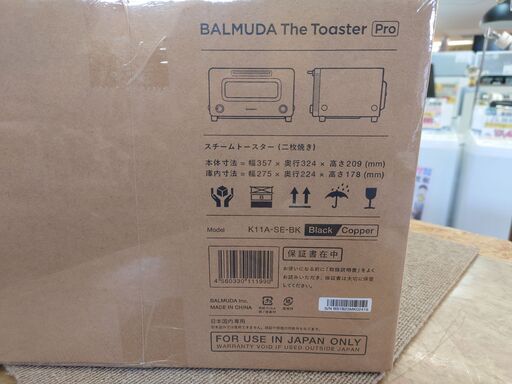 BALMUDA The Toaster Pro
スチームトースター (二枚焼き)
本体寸法 = 幅357 × 奥行324 × 高さ209 (mm)
庫内寸法 = 幅275 × 奥行224 × 高さ178 (mm)
Model K11A-SE-BK Black/Copper
4 560330 111990
保証書在中
お使いになる前に「取扱説明書」をよく
お読みいただき、保証書は大切に保管
してください。
BALMUDA Inc.
MADE IN CHINA
日本国内専用
FOR USE IN JAPAN ONLY
WARRANTY VOID IF USED OUTSIDE JAPAN